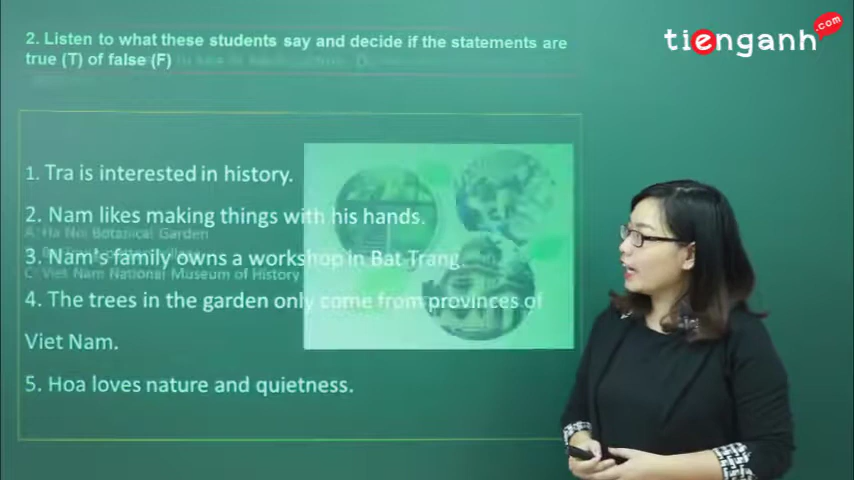 2. Listen to what these students say and decide if the statements are
true (T) of false (F)
tienganh
.com
1. Tra is interested in history.
2. Nam likes making things with his hands.
A: Ha Noi Botanical Garden
3. Nam's family owns a workshop in Bat Trang.
C: Viet Nam National Museum of History
4. The trees in the garden only come from provinces of
Viet Nam.
5. Hoa loves nature and quietness.